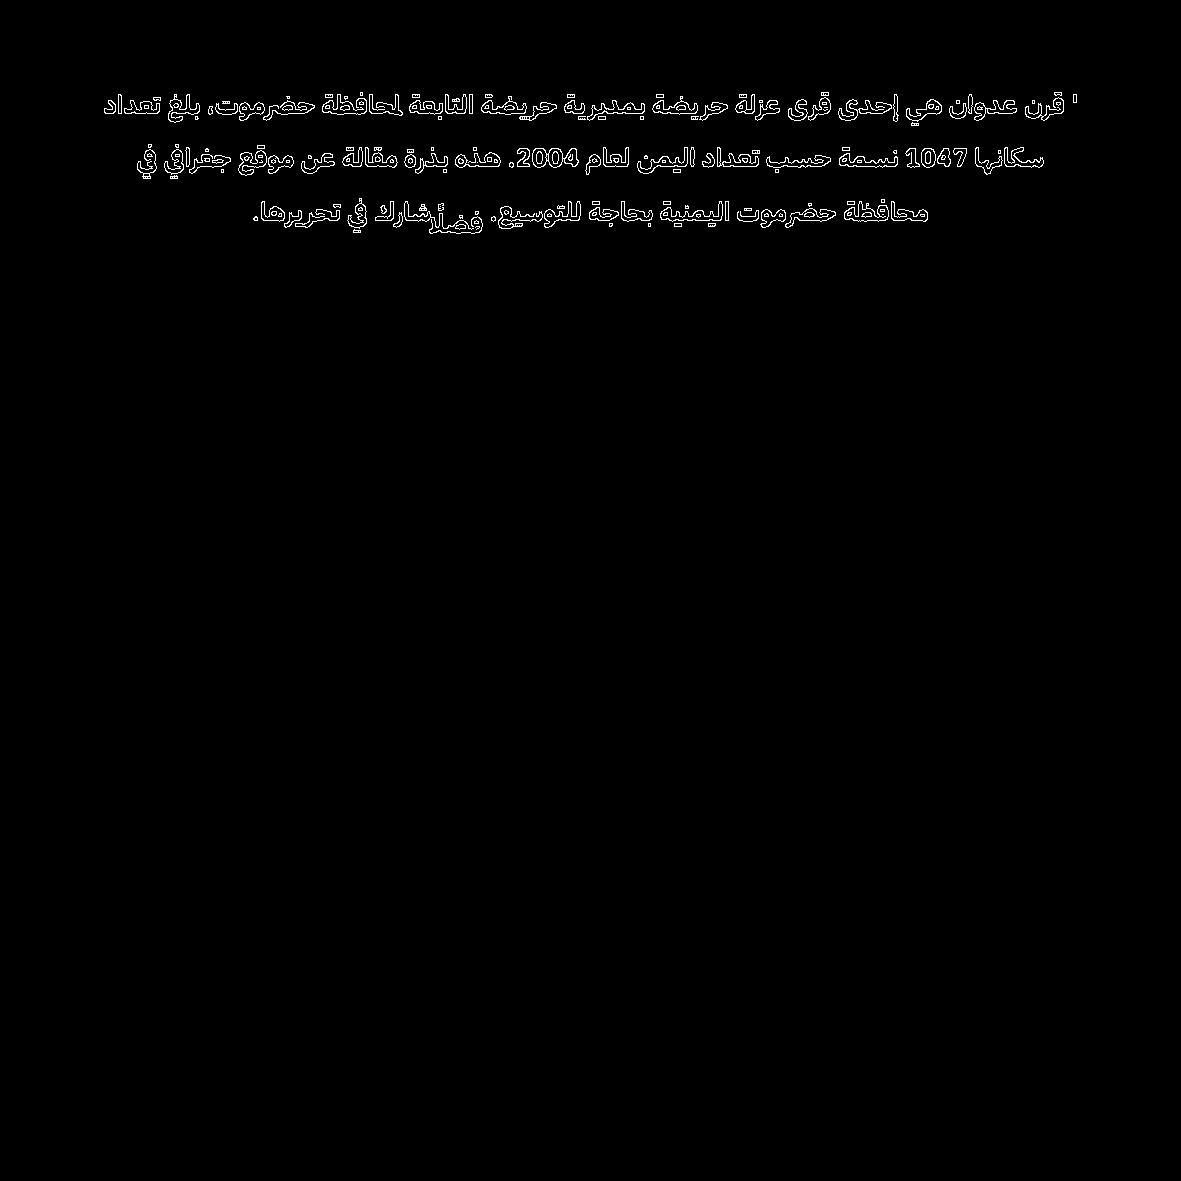 ' قرن عدوان هي إحدى قرى عزلة حريضة بمديرية حريضة التابعة لمحافظة حضرموت، بلغ تعداد
سكانها 1047 نسمة حسب تعداد اليمن لعام 2004. هذه بذرة مقالة عن موقع جغرافي في
محافظة حضرموت اليمنية بحاجة للتوسيع. فضلًا شارك في تحريرها.